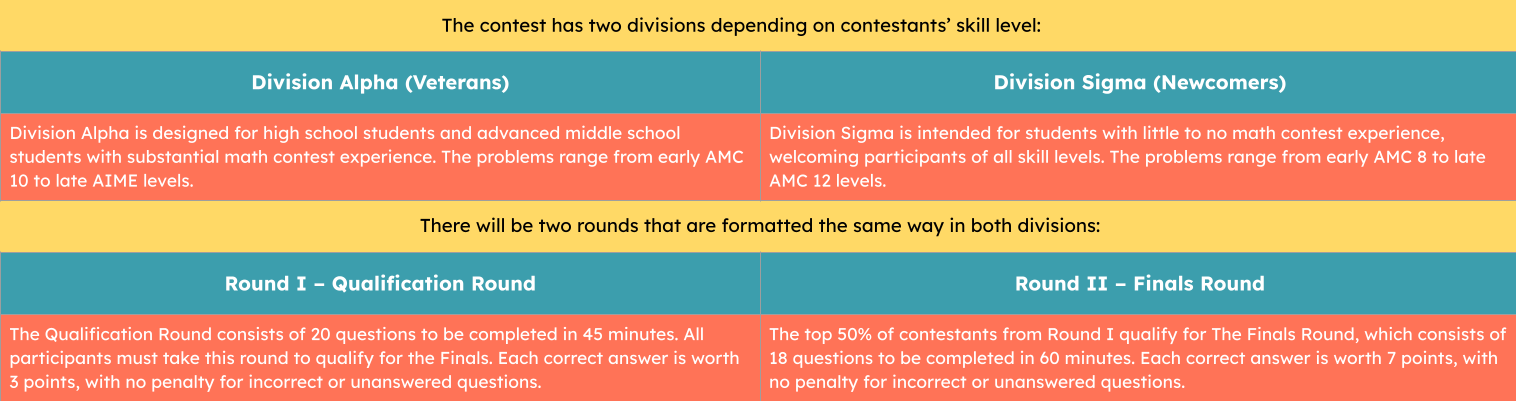 The contest has two divisions depending on contestants’ skill level:
Division Alpha (Veterans)
Division Alpha is designed for high school students and advanced middle school
students with substantial math contest experience. The problems range from early AMC
10 to late AIME levels.
Division Sigma (Newcomers)
Division Sigma is intended for students with little to no math contest experience,
welcoming participants of all skill levels. The problems range from early AMC 8 to late
AMC 12 levels.
There will be two rounds that are formatted the same way in both divisions:
Round I – Qualification Round
The Qualification Round consists of 20 questions to be completed in 45 minutes. All
participants must take this round to qualify for the Finals. Each correct answer is worth
3 points, with no penalty for incorrect or unanswered questions.
Round II – Finals Round
The top 50% of contestants from Round I qualify for The Finals Round, which consists of
18 questions to be completed in 60 minutes. Each correct answer is worth 7 points, with
no penalty for incorrect or unanswered questions.